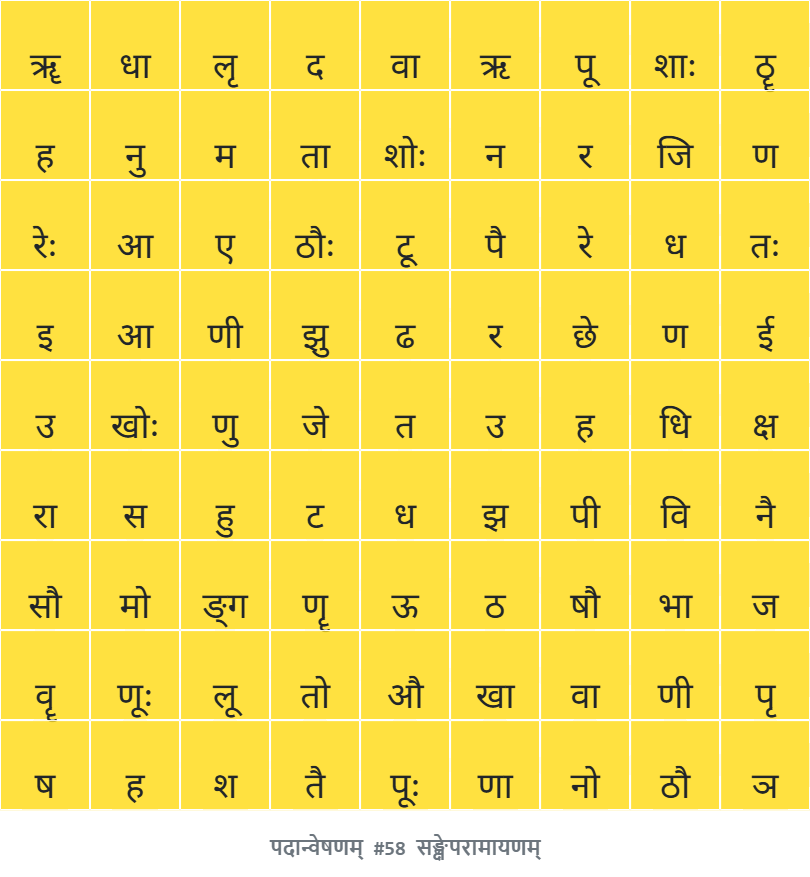 ॠ धा लृ द वा ऋ पू शाः ठॄ
ह नु म ता शोः न र जि ण
रेः आ ए ठौः टू पै रे ध तः
इ आ णी झु ढ र छे ण ई
उ खोः णु जे त उ ह धि क्ष
रा स हु ट ध झ पी वि नै
सौ मो ङ्ग णॄ ऊ ठ षौ भा ज
वॄ णूः लू तो औ खा वा णी पृ
ष ह श तै पूः णा नो ठौ ञ
पदान्वेषणम् #58 सङ्क्षेपरामायणम्